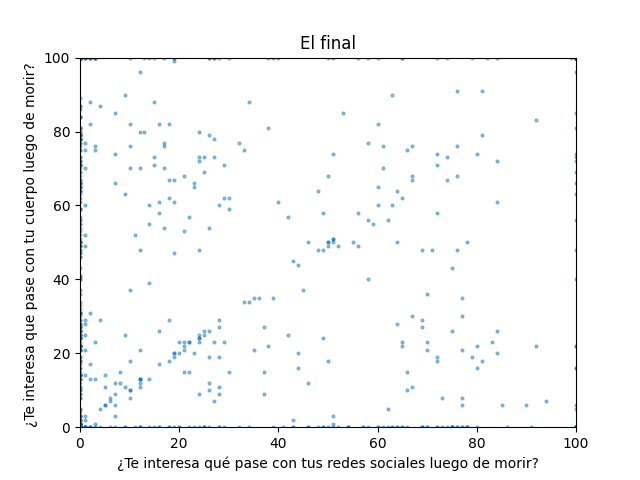 El final
¿Te interesa que pase con tu cuerpo luego de morir?
100
80
60
40
20
0
0 20 40 60 80 100
¿Te interesa qué pase con tus redes sociales luego de morir?